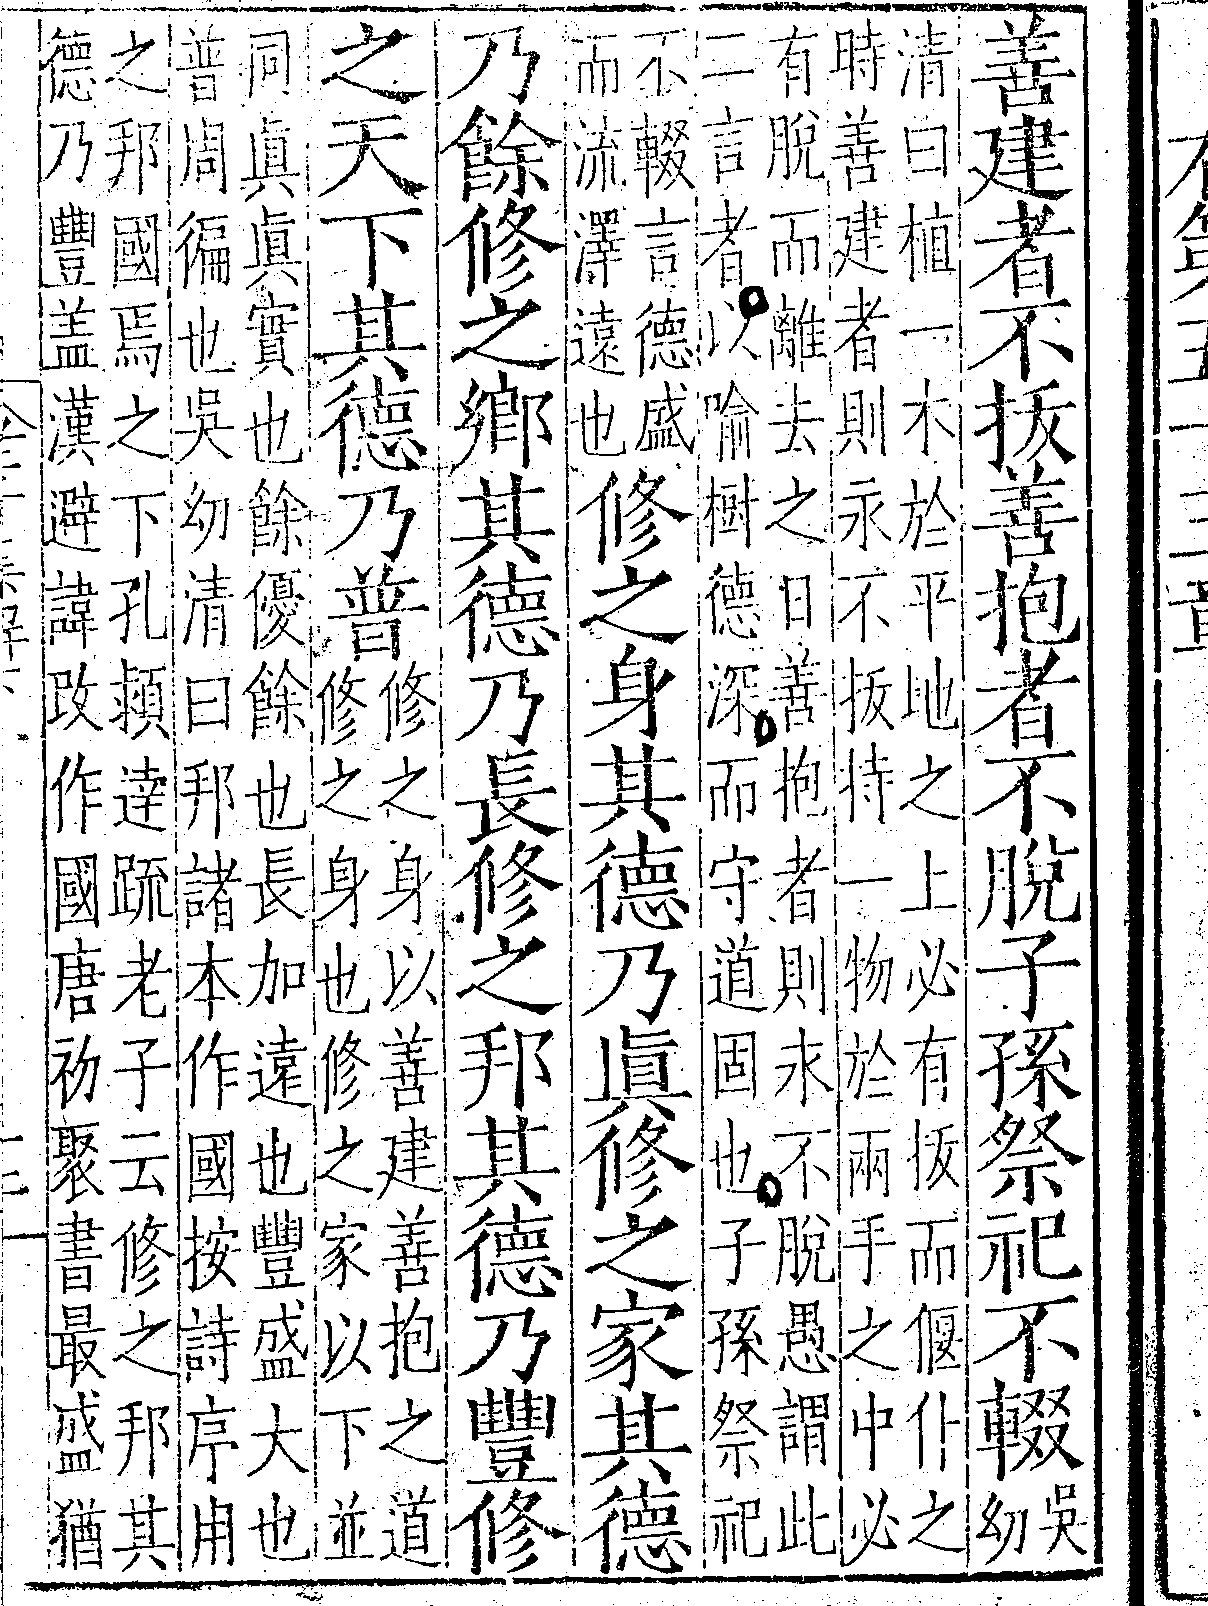 右第五十三章
善建者不拔善抱者不脫子孫祭祀不輟吳幼
清曰植一木於平地之上必有拔而偃仆之
時善建者則永不拔持一物於兩手之中必
有脫而離去之日善抱者則永不脫愚謂此
二言者以喻樹德深而守道固也子孫祭祀
不輟言德盛
而流澤遠也
修之身其德乃眞修之家其德
乃餘修之鄉其德乃長修之邦其德乃豐修
之天下其德乃普
修之身以善建善抱之道
修之身也修之家以下並
同眞眞實也餘優餘也長加遠也豐盛大也
普周徧也吳幼清曰邦諸本作國按詩序用
之邦國焉之下孔頴達疏老子云修之邦其
德乃豐盖漢避諱改作國唐初聚書最盛猶